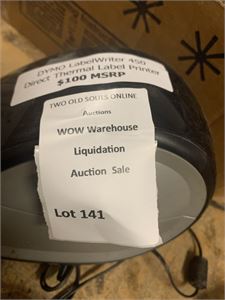 DYMO LabelWriter 450
Direct Thermal Label Printer
$100 MSRP
TWO OLD SOULS ONLINE
Auctions
WOW Warehouse
Liquidation
Auction Sale
Lot 141